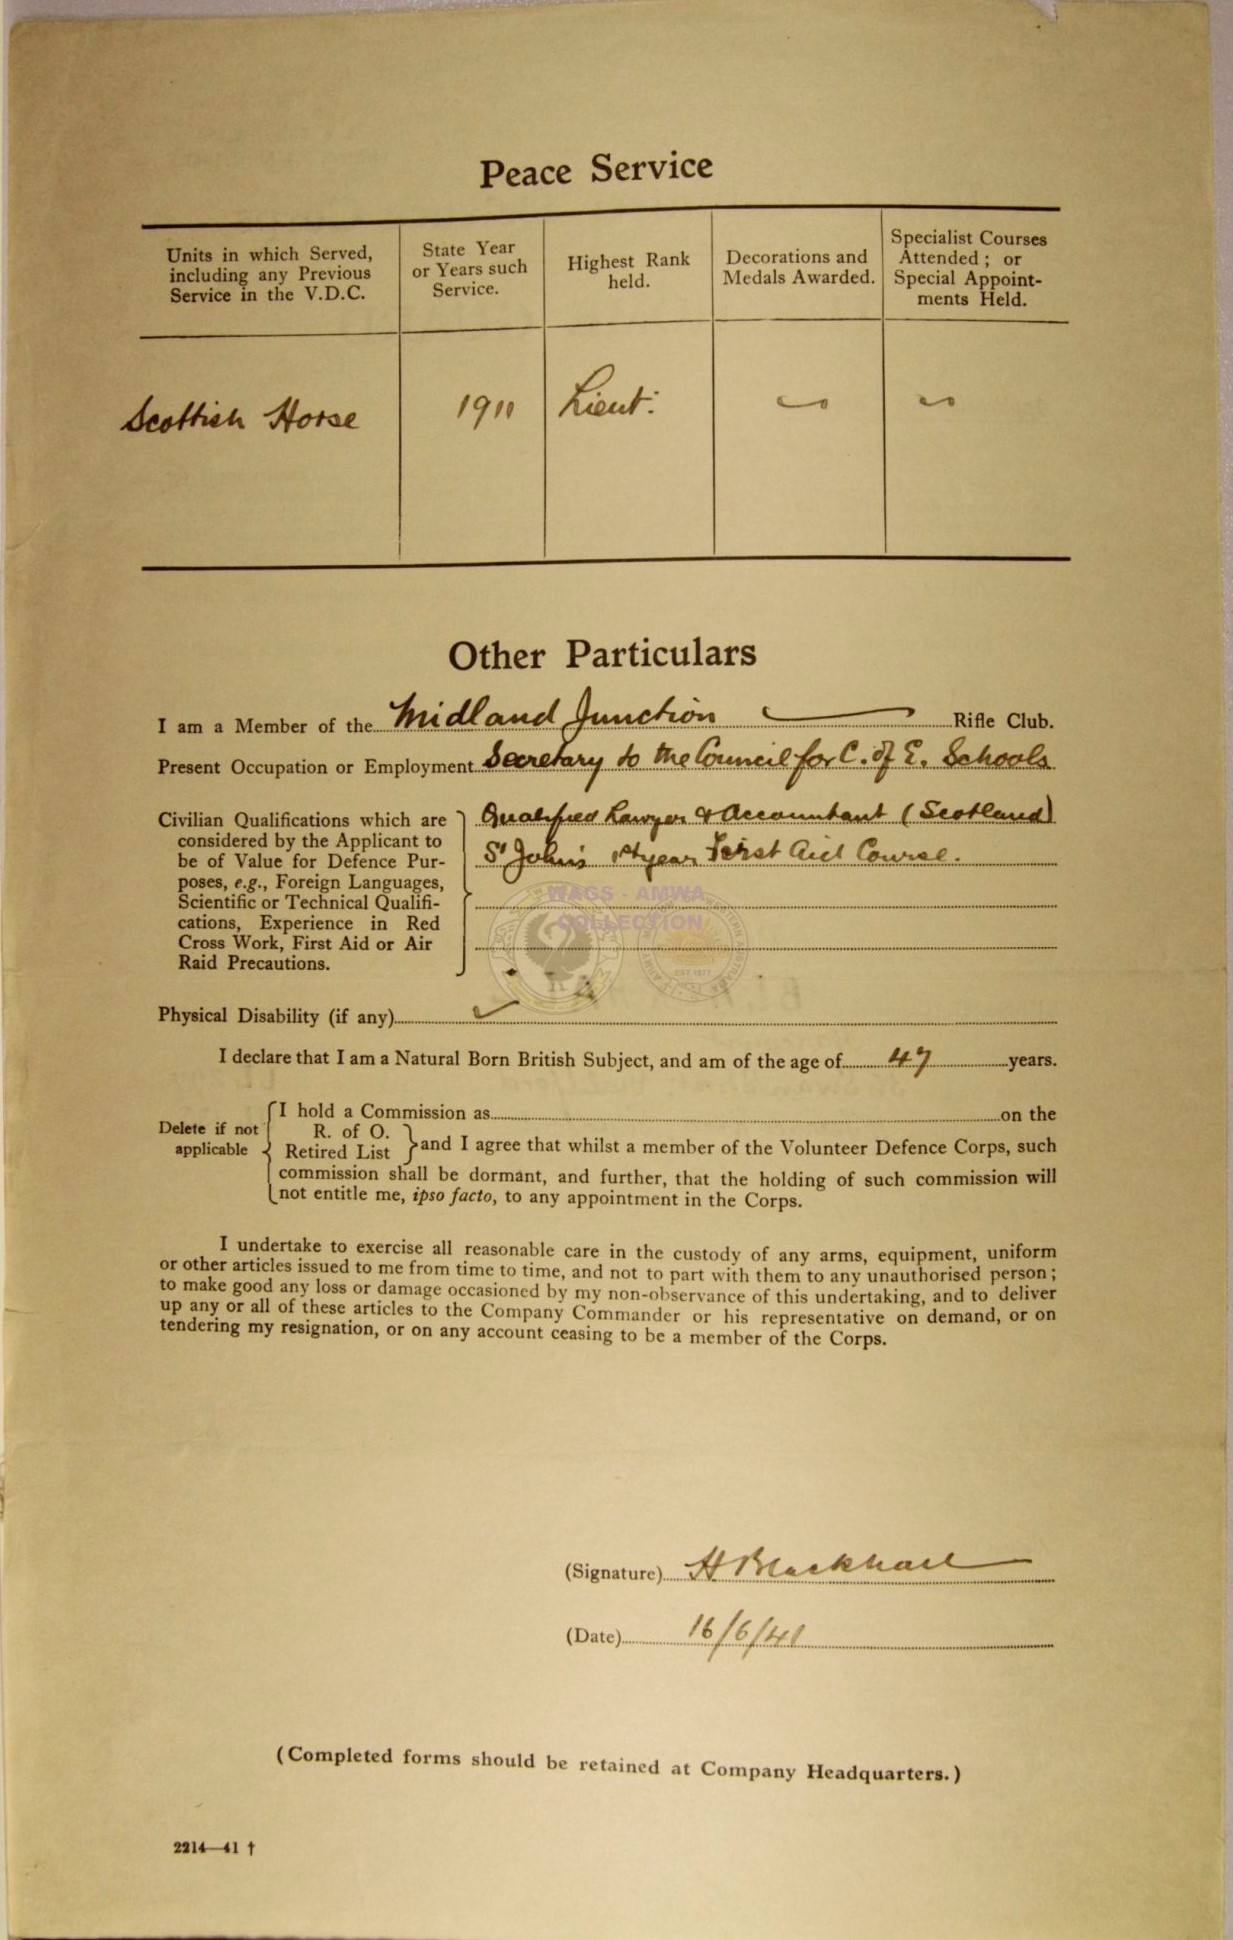 Peace Service
Units in which Served,
including any Previous
Service in the V.D.C.
State Year
or Years such
Service.
Highest Rank
held.
Decorations and
Medals Awarded.
Specialist Courses
Attended ; or
Special Appoint-
ments Held.
Scottish Horse 1911 Lieut:
Other Particulars
I am a Member of the Midland Junction Rifle Club.
Present Occupation or Employment Secretary to the Council for C. of E. Schools
Civilian Qualifications which are
considered by the Applicant to
be of Value for Defence Pur-
poses, e.g., Foreign Languages,
Scientific or Technical Qualifi-
cations, Experience in Red
Cross Work, First Aid or Air
Raid Precautions.
Qualified Lawyer & Accountant (Scotland)
St John's 1st year First Aid Course.
WAGS - AMWA
COLLECTION
EST 1977
Physical Disability (if any)
I declare that I am a Natural Born British Subject, and am of the age of 47 years.
Delete if not
applicable
I hold a Commission as on the
R. of O.
Retired List
and I agree that whilst a member of the Volunteer Defence Corps, such
commission shall be dormant, and further, that the holding of such commission will
not entitle me, ipso facto, to any appointment in the Corps.
I undertake to exercise all reasonable care in the custody of any arms, equipment, uniform
or other articles issued to me from time to time, and not to part with them to any unauthorised person ;
to make good any loss or damage occasioned by my non-observance of this undertaking, and to deliver
up any or all of these articles to the Company Commander or his representative on demand, or on
tendering my resignation, or on any account ceasing to be a member of the Corps.
(Signature) H Blackhall
(Date) 16/6/41
(Completed forms should be retained at Company Headquarters.)
2214—41 †